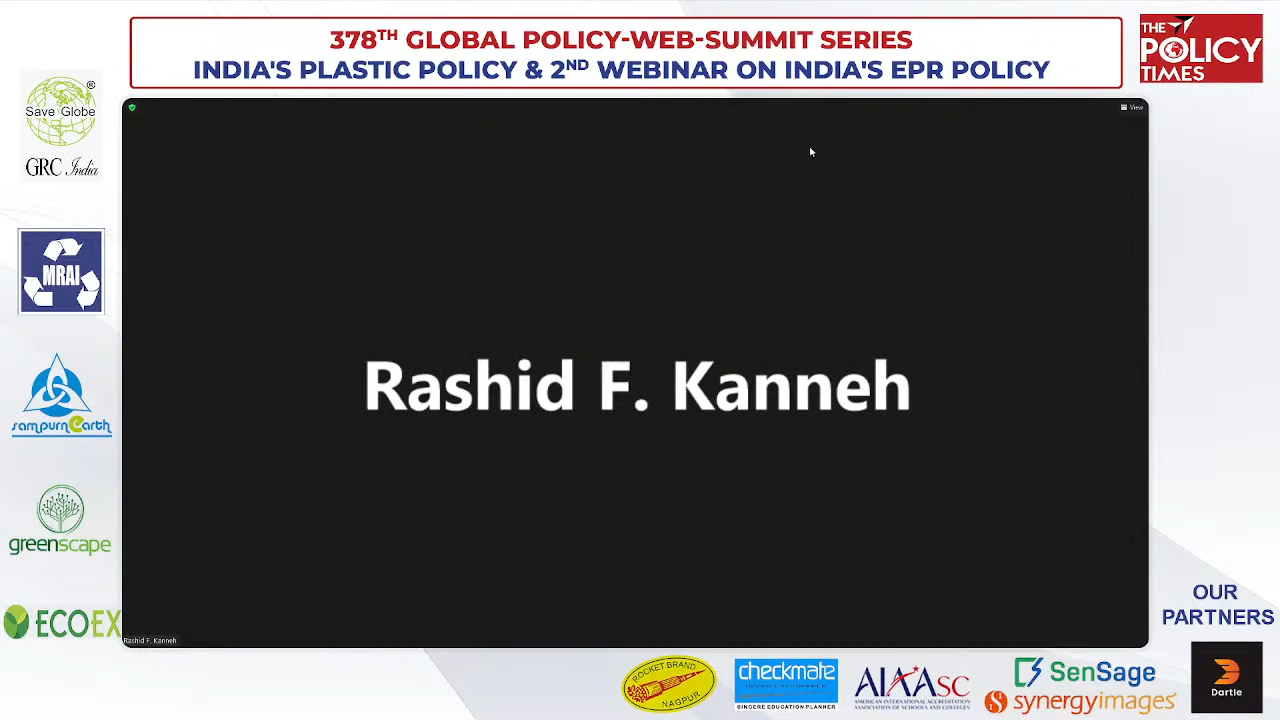 378TH GLOBAL POLICY-WEB-SUMMIT SERIES
INDIA'S PLASTIC POLICY & 2ND WEBINAR ON INDIA'S EPR POLICY
THE
POLICY
TIMES
Save Globe
®
GRC India
MRAI
sampurnearth
greenscape
ECOEX
View
Rashid F. Kanneh
Rashid F. Kanneh
OUR
PARTNERS
ROCKET BRAND
NAGPUR
checkmate
SINCERE EDUCATION PLANNER
AIAASC
AMERICAN INTERNATIONAL ACCREDITATION
ASSOCIATION OF SCHOOLS AND COLLEGES
SenSage
synergyimages
Dartle